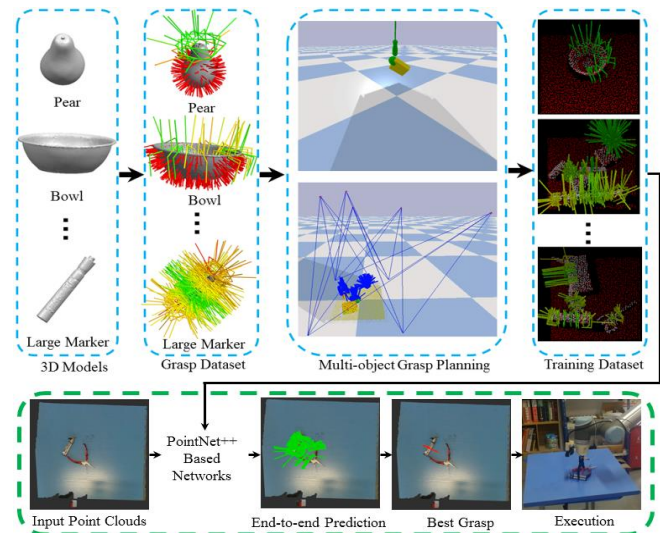 Pear
Bowl
Large Marker
3D Models
Pear
Bowl
Large Marker
Grasp Dataset
Multi-object Grasp Planning
Training Dataset
PointNet++
Based
Networks
Input Point Clouds
End-to-end Prediction
Best Grasp
Execution